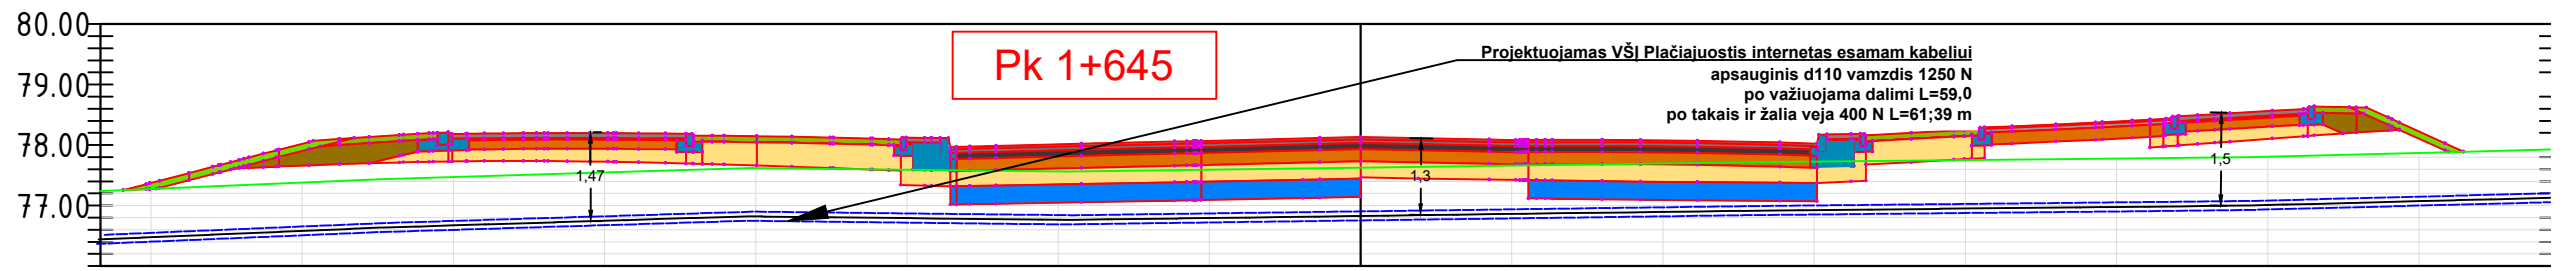 80.00
Pk 1+645
Projektuojamas VŠĮ Plačiajuostis internetas esamam kabeliui
apsauginis d110 vamzdis 1250 N
po važiuojama dalimi L=59,0
po takais ir žalia veja 400 N L=61;39 m
79.00
78.00
1,47
1,3
1,5
77.00